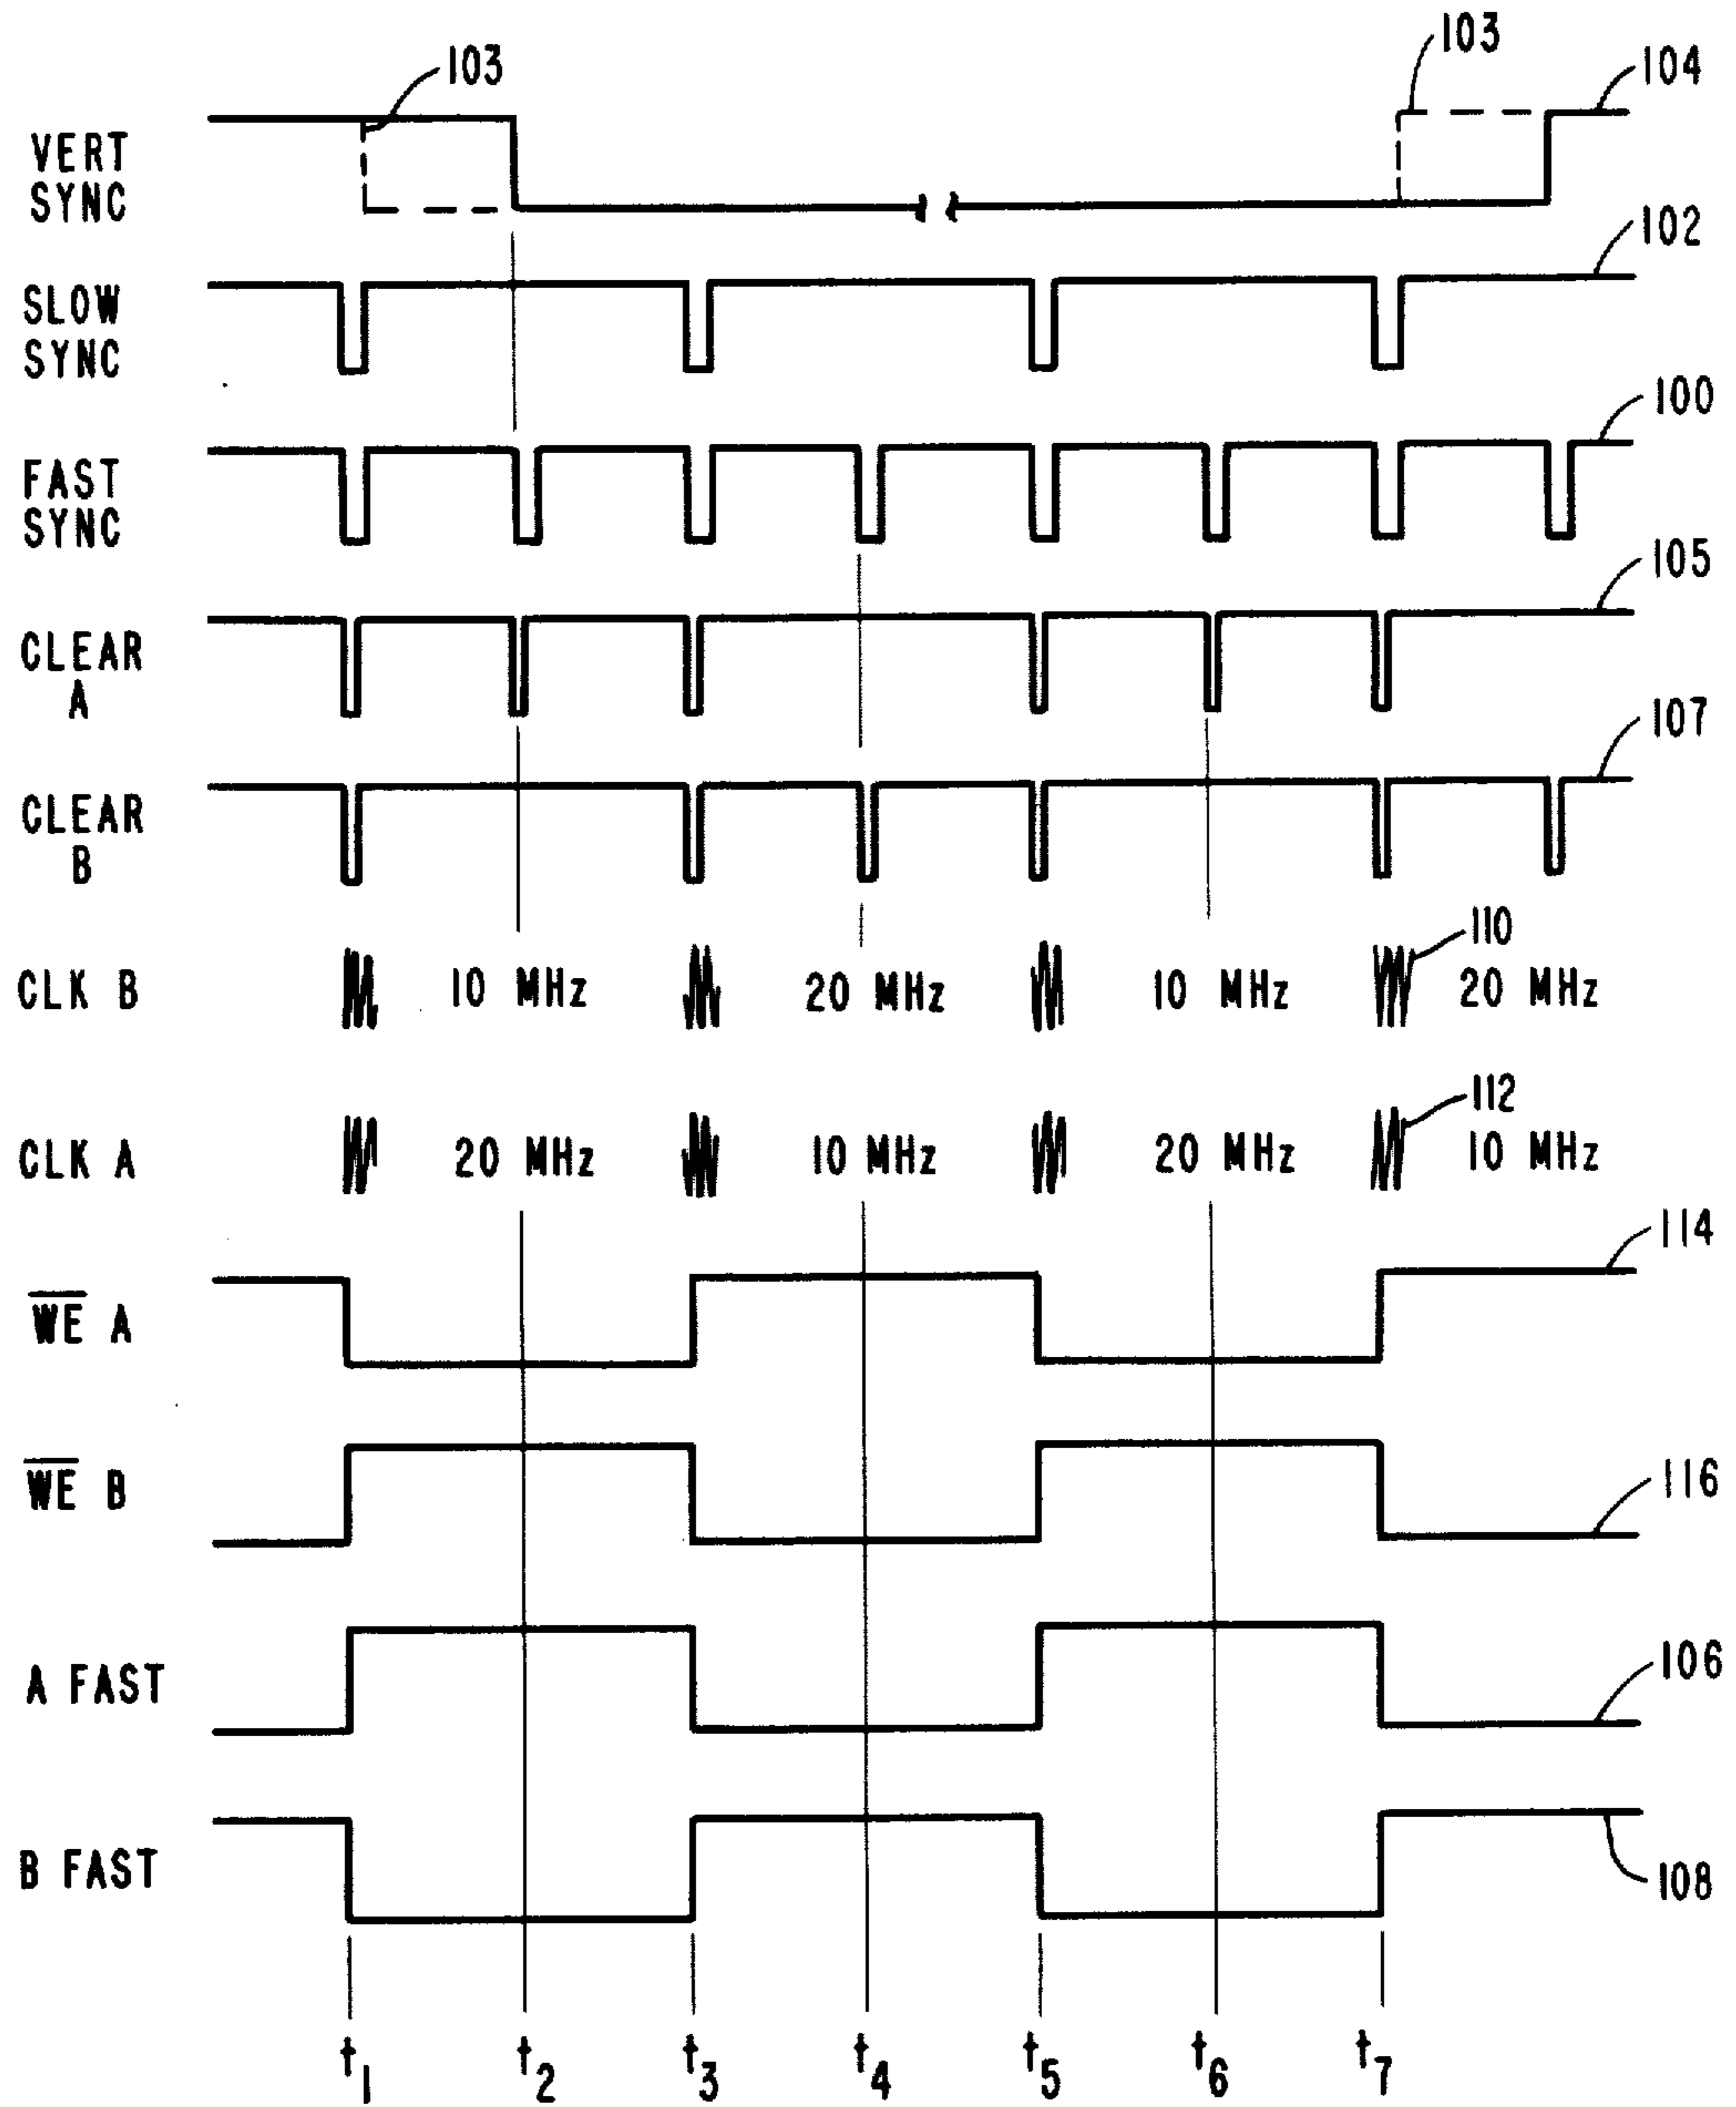 103
103
104
VERT
SYNC
102
SLOW
SYNC
100
FAST
SYNC
105
CLEAR
A
107
CLEAR
B
110
CLK B 10 MHz 20 MHz 10 MHz 20 MHz
112
CLK A 20 MHz 10 MHz 20 MHz 10 MHz
114
W̅E̅ A
W̅E̅ B
116
A FAST
106
B FAST
108
t1 t2 t3 t4 t5 t6 t7